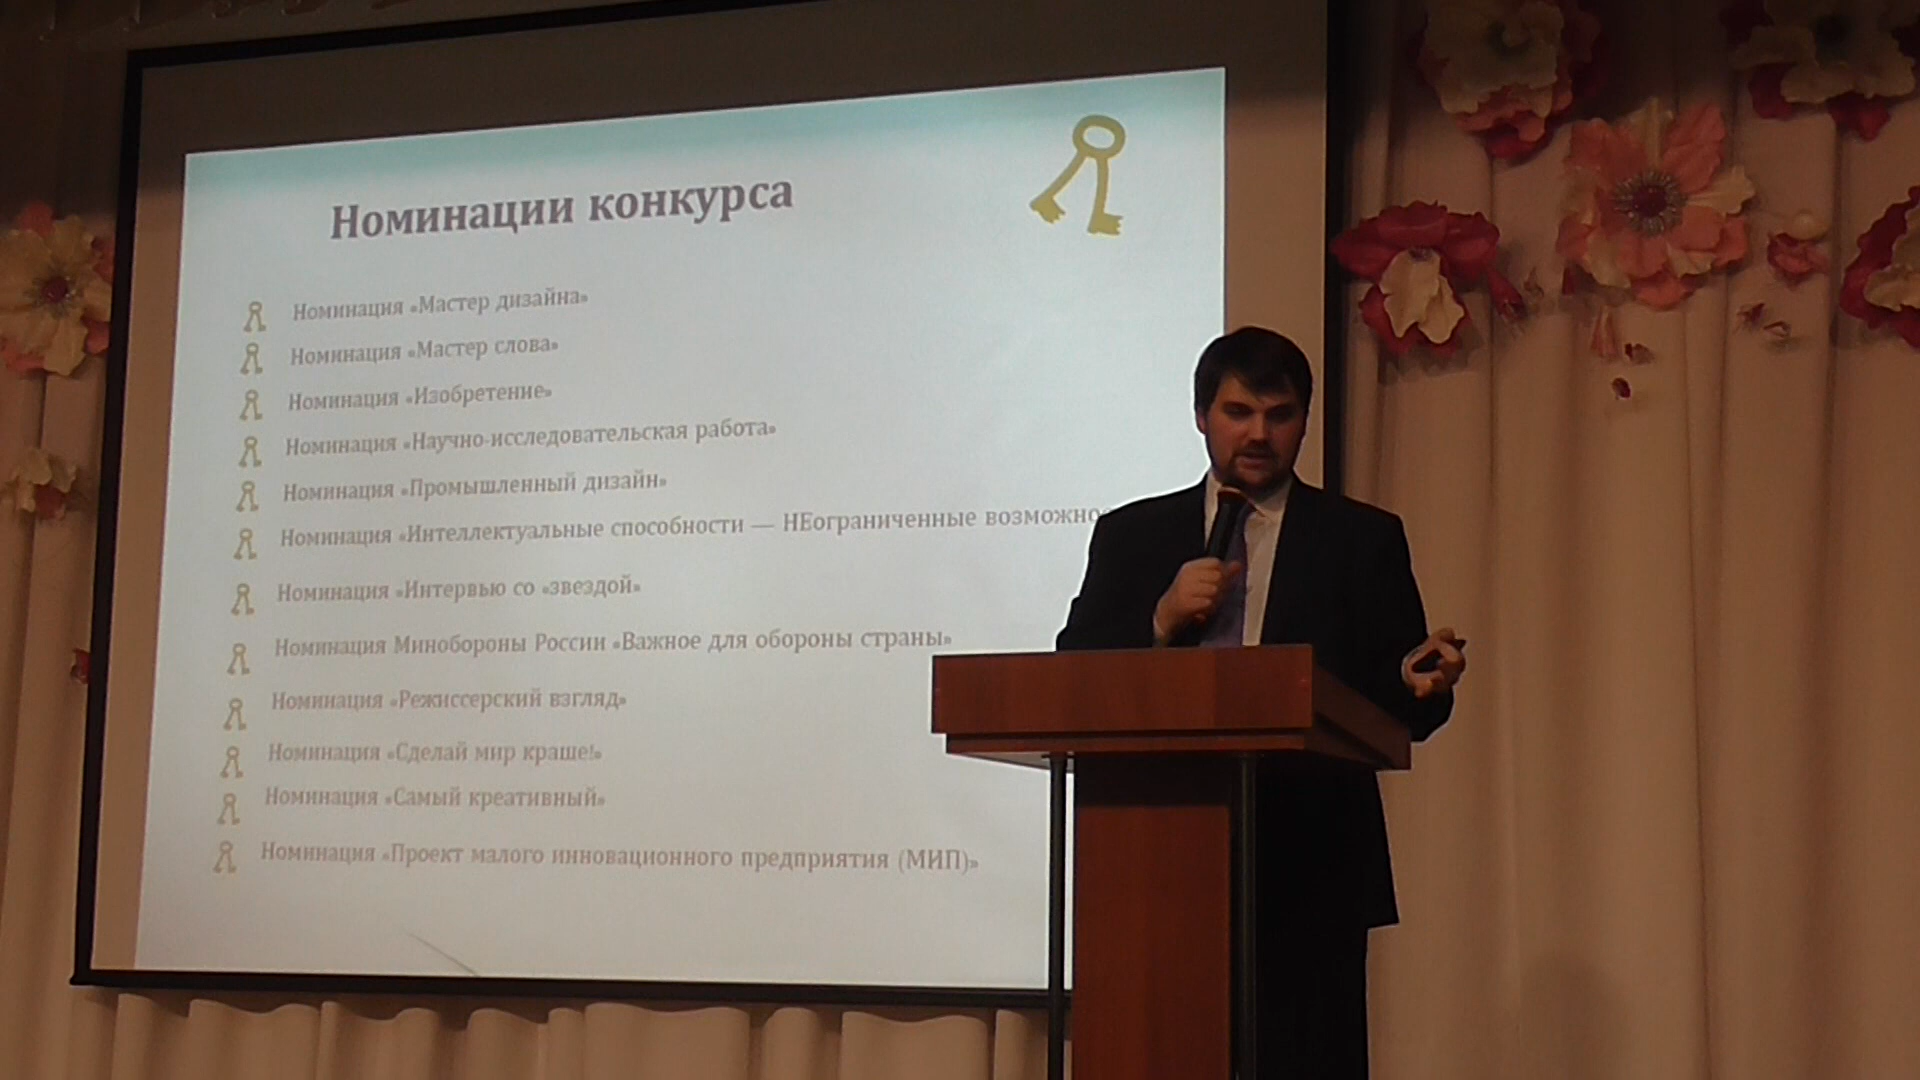 Номинации конкурса
Номинация «Мастер дизайна»
Номинация «Мастер слова»
Номинация «Изобретение»
Номинация «Научно-исследовательская работа»
Номинация «Промышленный дизайн»
Номинация «Интеллектуальные способности — НЕограниченные
Номинация «Интервью со «звездой»
Номинация Минобороны России «Важное для обороны страны»
Номинация «Режиссерский взгляд»
Номинация «Сделай мир краше!»
Номинация «Самый креативный»
Номинация «Проект малого инновационного предприятия (МИП)»